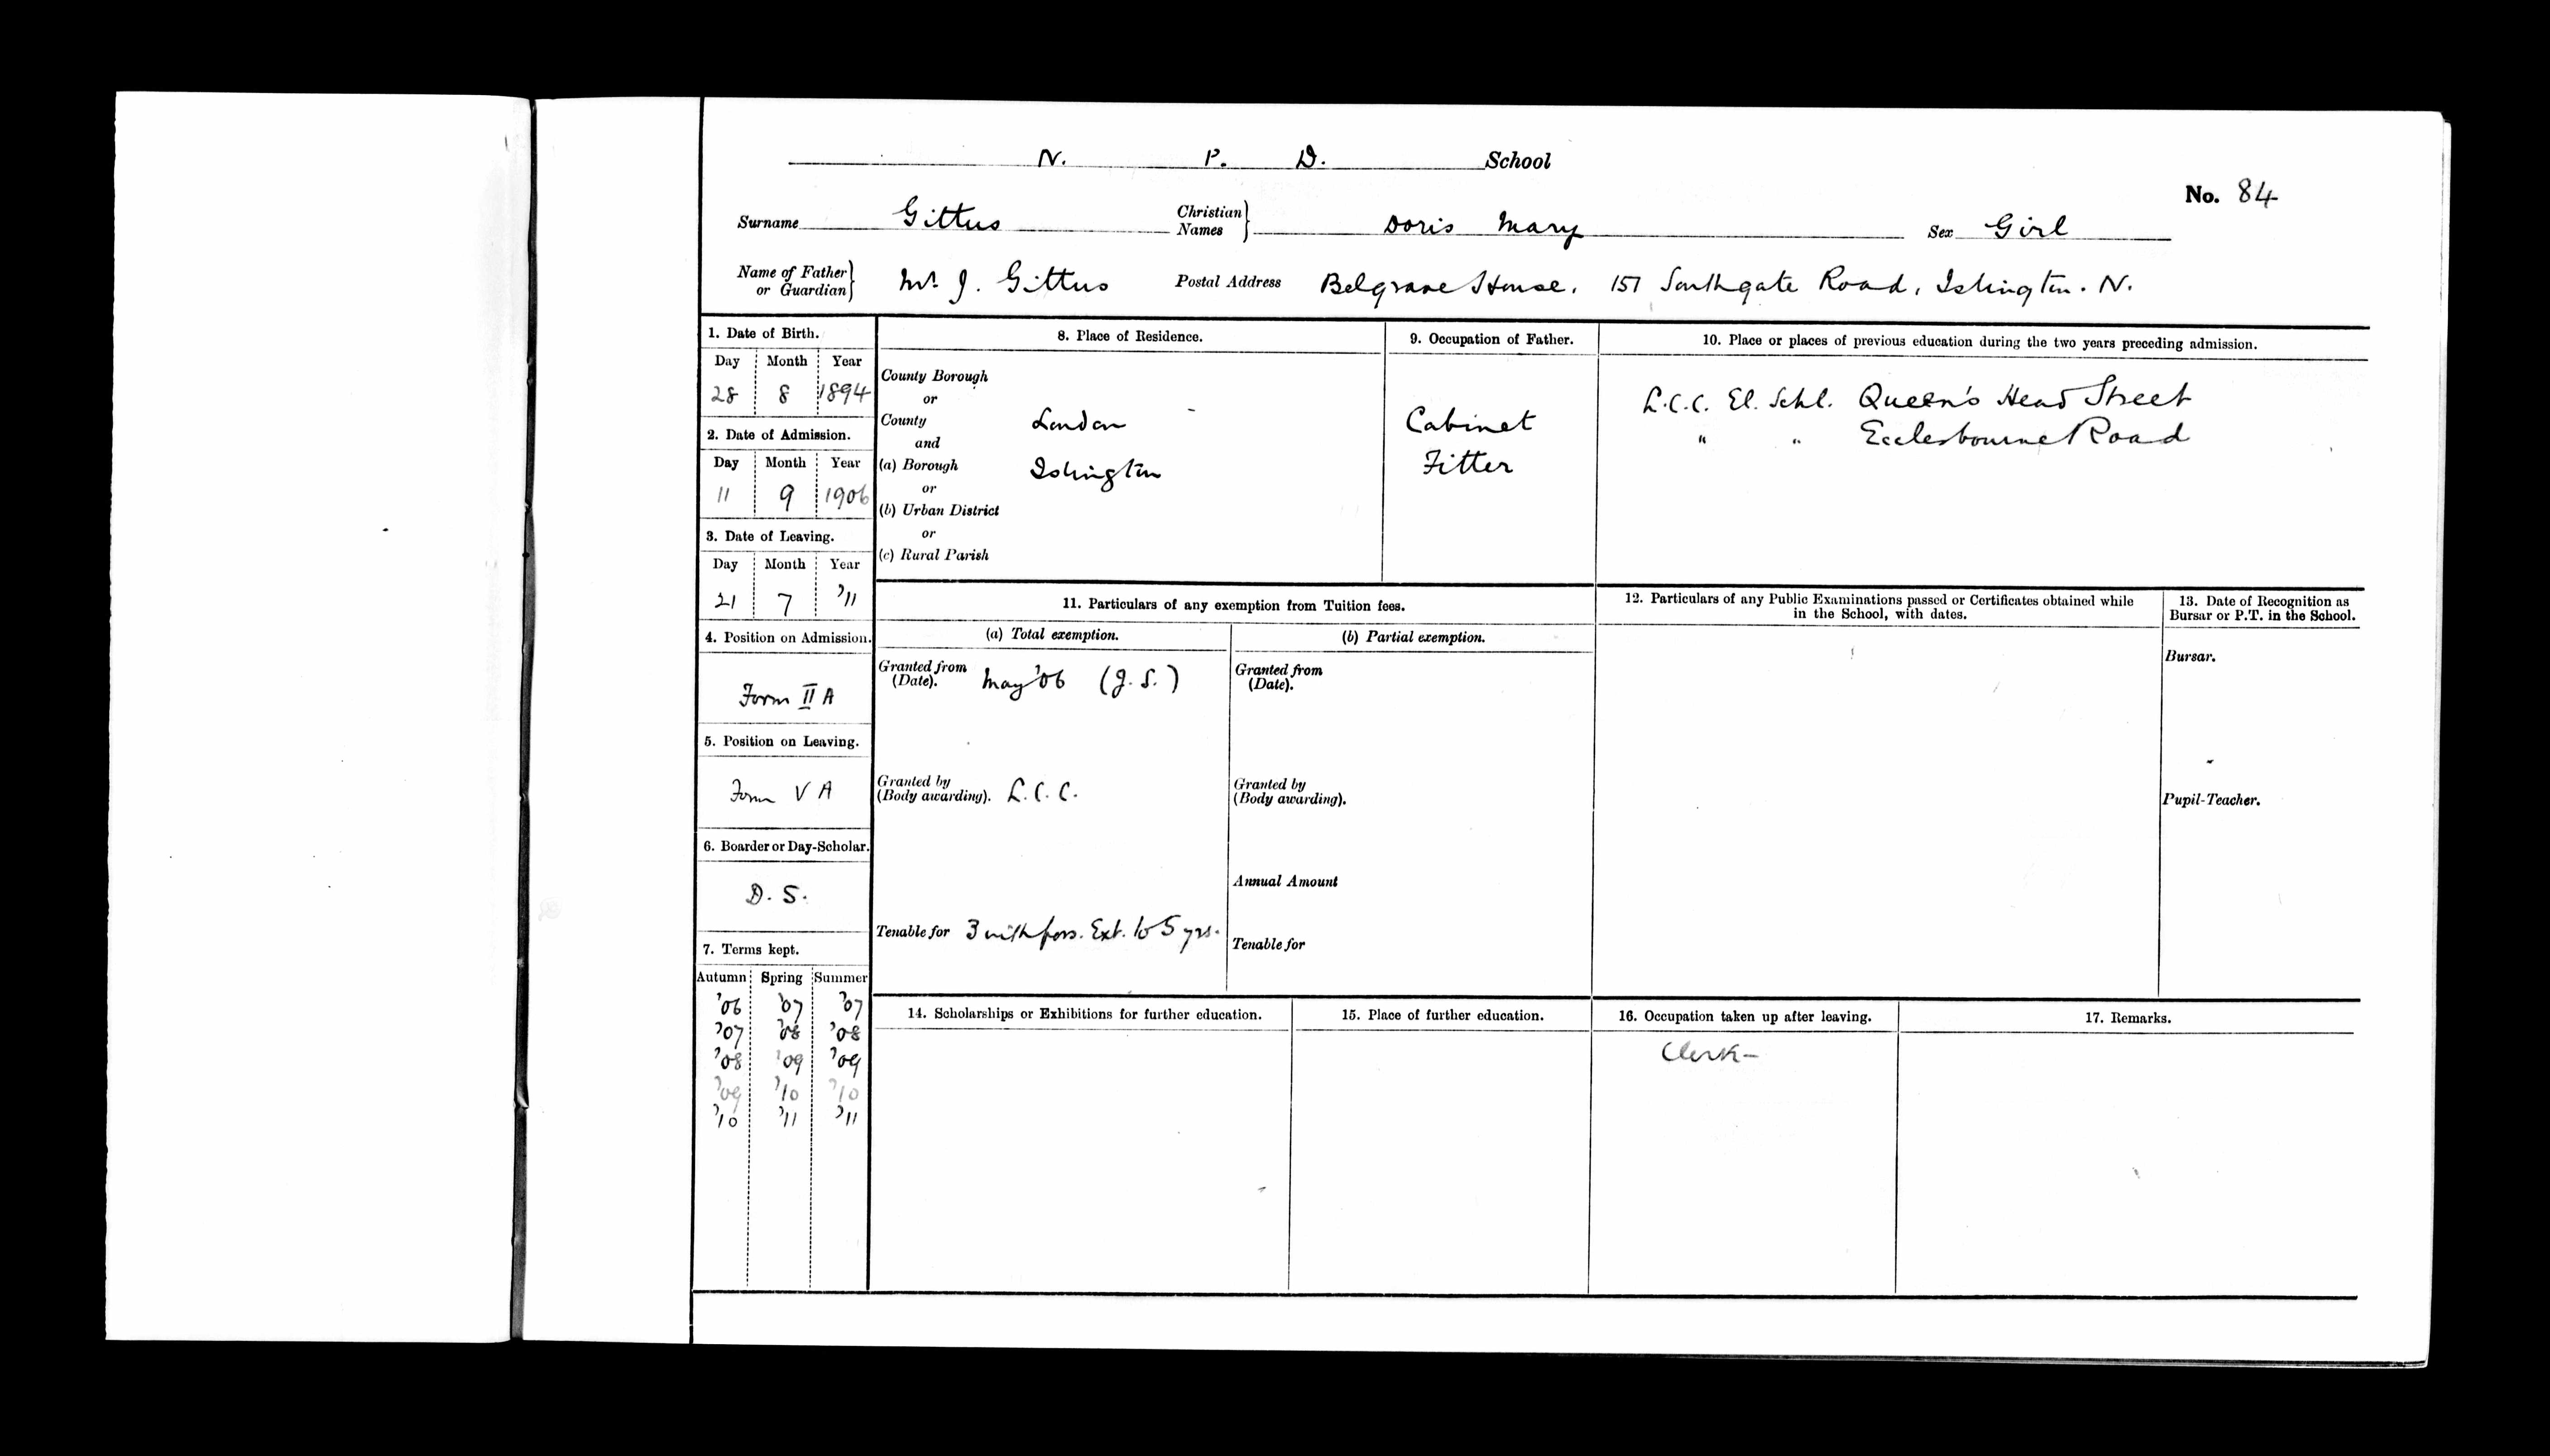 N. P. D. School
No. 84
Surname Gittus Christian Names } Doris Mary Sex Girl
Name of Father or Guardian } Mr. J. Gittus Postal Address Belgrave House, 157 Southgate Road, Islington. N.
1. Date of Birth.
Day Month Year
28 8 1894
2. Date of Admission.
Day Month Year
11 9 1906
3. Date of Leaving.
Day Month Year
21 7 '11
4. Position on Admission.
Form II A
5. Position on Leaving.
Form V A
6. Boarder or Day-Scholar.
D. S.
7. Terms kept.
Autumn Spring Summer
'06 '07 '07
'07 '08 '08
'08 '09 '09
'09 '10 '10
'10 '11 '11
8. Place of Residence.
County Borough
or
County London
and
(a) Borough Islington
or
(b) Urban District
or
(c) Rural Parish
9. Occupation of Father.
Cabinet
Fitter
10. Place or places of previous education during the two years preceding admission.
L.C.C. El. Schl. Queen's Head Street
" " Ecclesbourne Road
11. Particulars of any exemption from Tuition fees.
(a) Total exemption.
Granted from (Date). May '06 (J. S.)
Granted by (Body awarding). L. C. C.
Tenable for 3 with poss. Ext. to 5 yrs.
(b) Partial exemption.
Granted from
(Date).
Granted by
(Body awarding).
Annual Amount
Tenable for
12. Particulars of any Public Examinations passed or Certificates obtained while
in the School, with dates.
13. Date of Recognition as
Bursar or P.T. in the School.
Bursar.
Pupil-Teacher.
14. Scholarships or Exhibitions for further education.
15. Place of further education.
16. Occupation taken up after leaving.
Clerk-
17. Remarks.